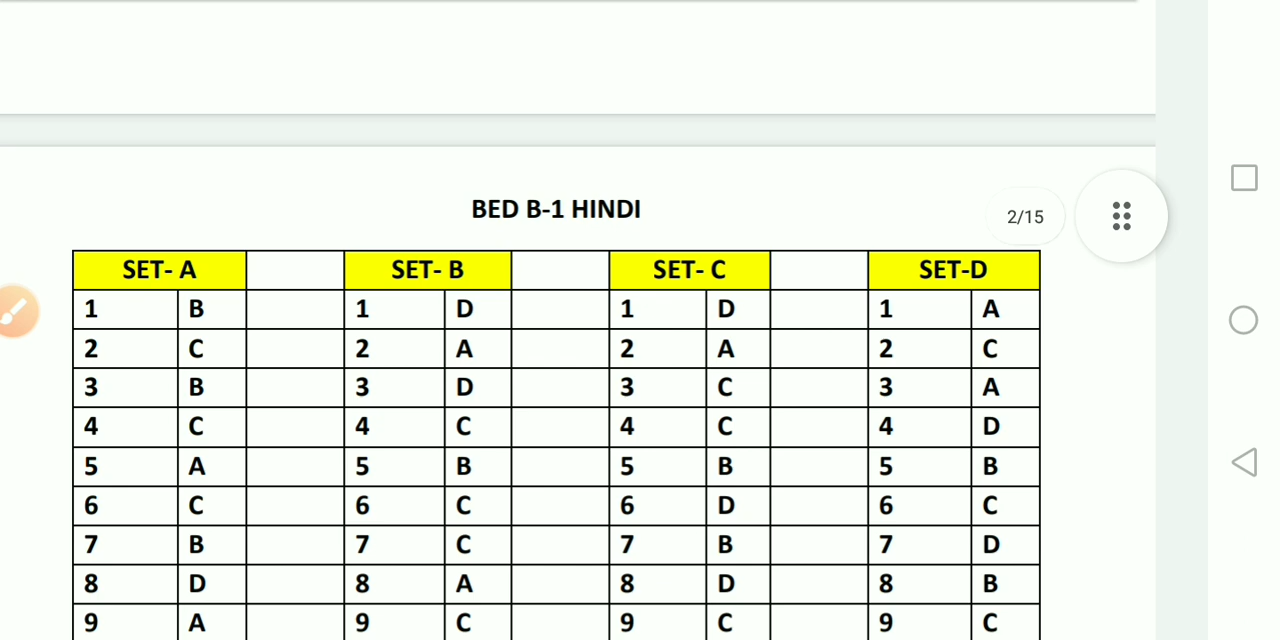 BED B-1 HINDI
2/15
SET- A SET- B SET- C SET-D
1 B 1 D 1 D 1 A
2 C 2 A 2 A 2 C
3 B 3 D 3 C 3 A
4 C 4 C 4 C 4 D
5 A 5 B 5 B 5 B
6 C 6 C 6 D 6 C
7 B 7 C 7 B 7 D
8 D 8 A 8 D 8 B
9 A 9 C 9 C 9 C